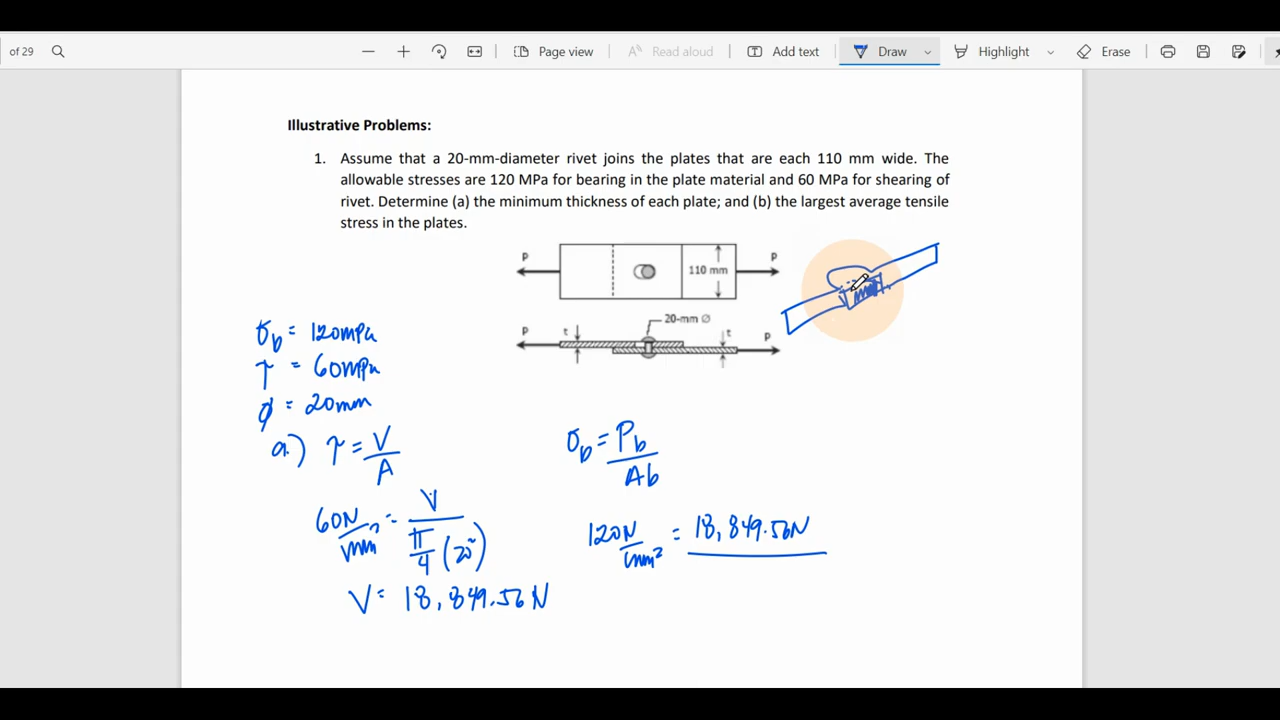 of 29
Page view
Read aloud
Add text
Draw
Highlight
Erase
Illustrative Problems:
1. Assume that a 20-mm-diameter rivet joins the plates that are each 110 mm wide. The
allowable stresses are 120 MPa for bearing in the plate material and 60 MPa for shearing of
rivet. Determine (a) the minimum thickness of each plate; and (b) the largest average tensile
stress in the plates.
P
110 mm
P
20-mm Ø
P
t
t
P
σb = 120mPa
τ = 60mPa
ϕ = 20mm
a.) τ = V/A
σb = Pb/Ab
60N/mm² = V/(π/4 (20²))
120N/mm² = 18,849.56N
V = 18,849.56 N